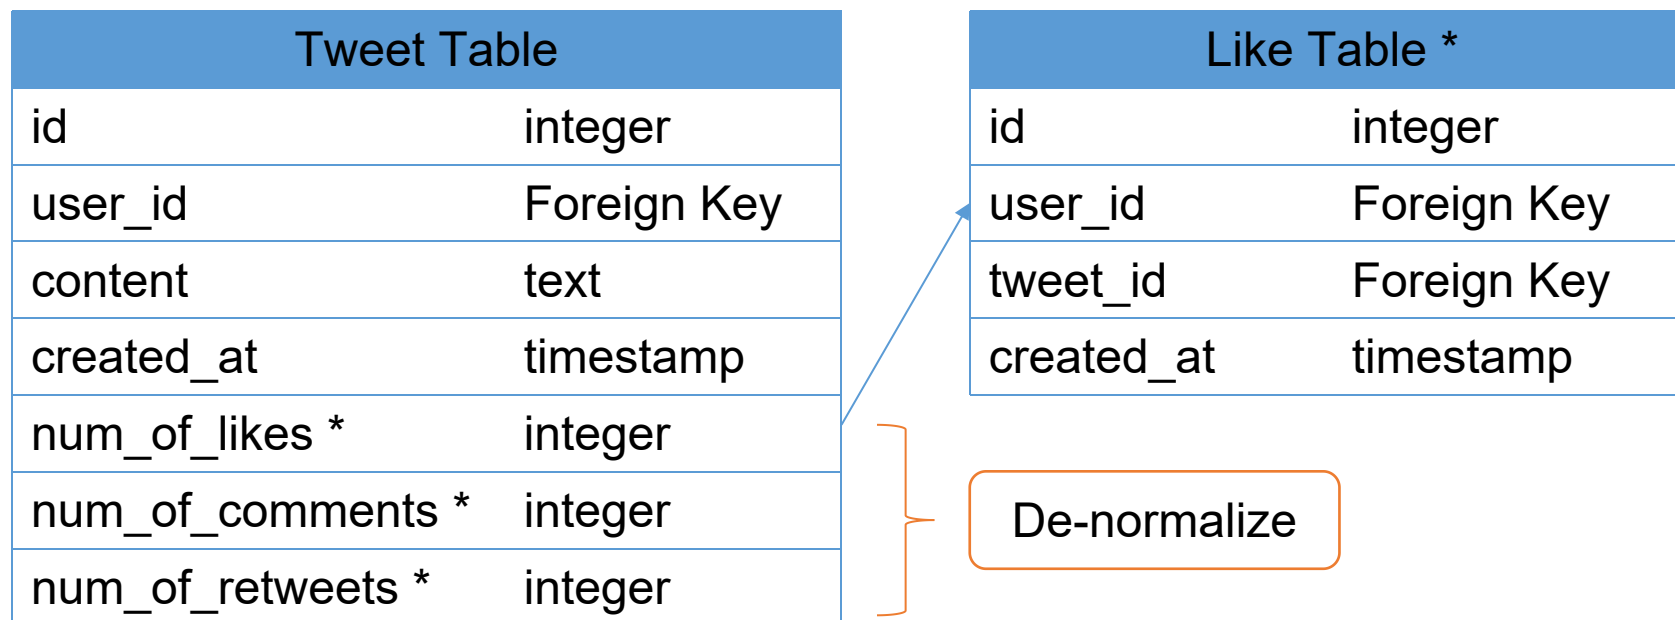 Tweet Table
id integer
user_id Foreign Key
content text
created_at timestamp
num_of_likes * integer
num_of_comments * integer
num_of_retweets * integer
Like Table *
id integer
user_id Foreign Key
tweet_id Foreign Key
created_at timestamp
De-normalize